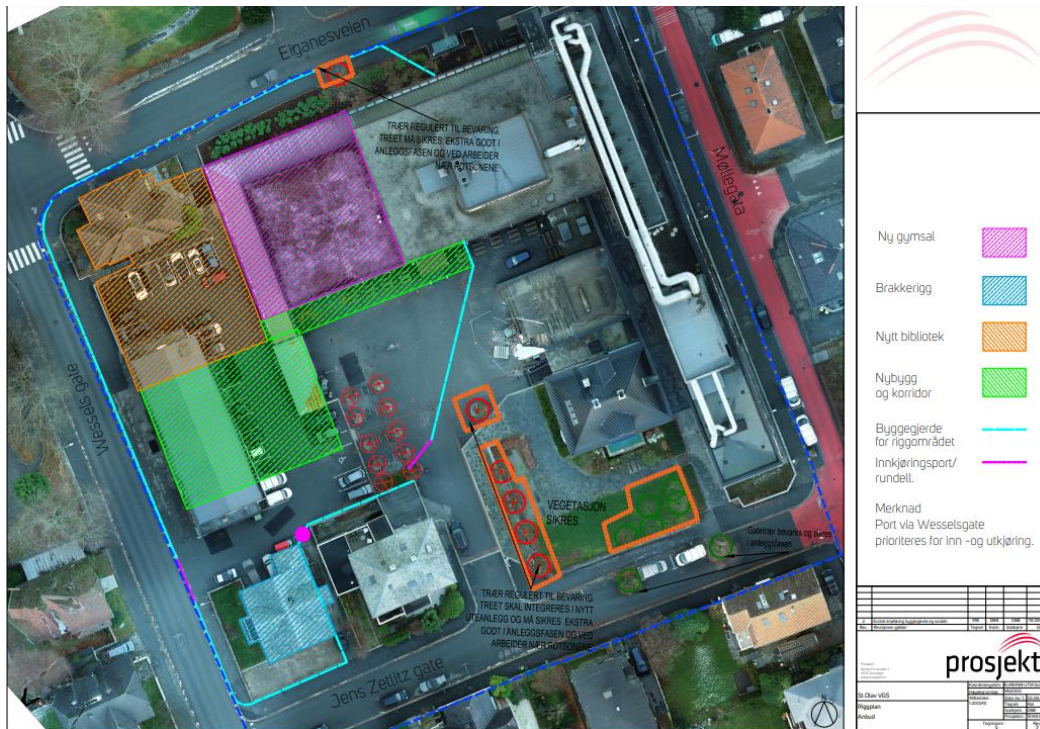 Eiganesveien
TRÆR REGULERT TIL BEVARING.
TREET MÅ SIKRES EKSTRA GODT I
ANLEGGSFASEN OG VED ARBEIDER
NÆR ROTSONENE
Møllegata
Wessels gate
VEGETASJON
SIKRES
Gatetrær bevares og sikres
i anleggsfasen
TRÆR REGULERT TIL BEVARING.
TREET SKAL INTEGRERES I NYTT
UTEANLEGG OG MÅ SIKRES EKSTRA
GODT I ANLEGGSFASEN OG VED
ARBEIDER NÆR ROTSONENE
Jens Zetlitz gate
N
Ny gymsal
Brakkerigg
Nytt bibliotek
Nybygg
og korridor
Byggegjerde
for riggområdet
Innkjøringsport/
rundell.
Merknad
Port via Wesselsgate
prioriteres for inn -og utkjøring.
prosjekt
St.Olav VGS
Riggplan
Anbud